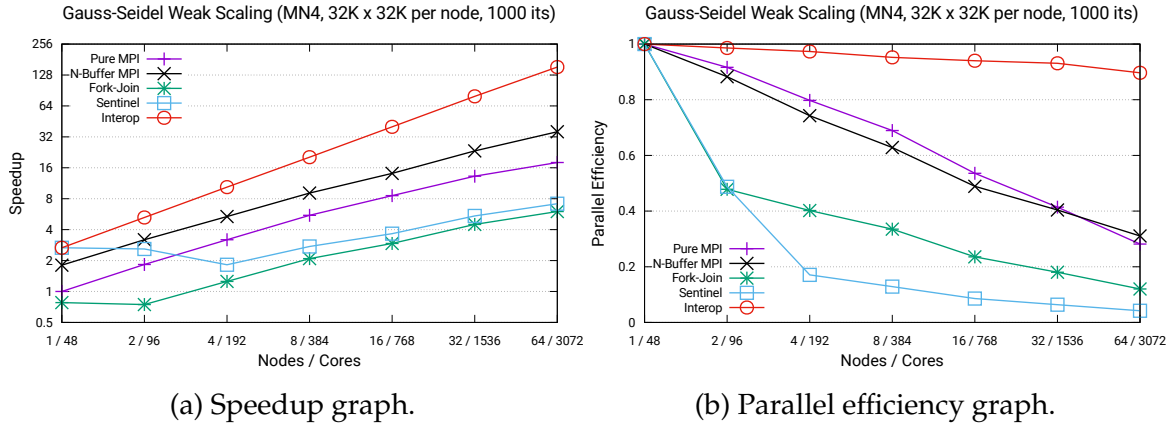 Gauss-Seidel Weak Scaling (MN4, 32K x 32K per node, 1000 its)
256
128
64
32
16
8
4
2
1
0.5
Speedup
Pure MPI
N-Buffer MPI
Fork-Join
Sentinel
Interop
1 / 48 2 / 96 4 / 192 8 / 384 16 / 768 32 / 1536 64 / 3072
Nodes / Cores
(a) Speedup graph.
Gauss-Seidel Weak Scaling (MN4, 32K x 32K per node, 1000 its)
1
0.8
0.6
0.4
0.2
0
Parallel Efficiency
Pure MPI
N-Buffer MPI
Fork-Join
Sentinel
Interop
1 / 48 2 / 96 4 / 192 8 / 384 16 / 768 32 / 1536 64 / 3072
Nodes / Cores
(b) Parallel efficiency graph.